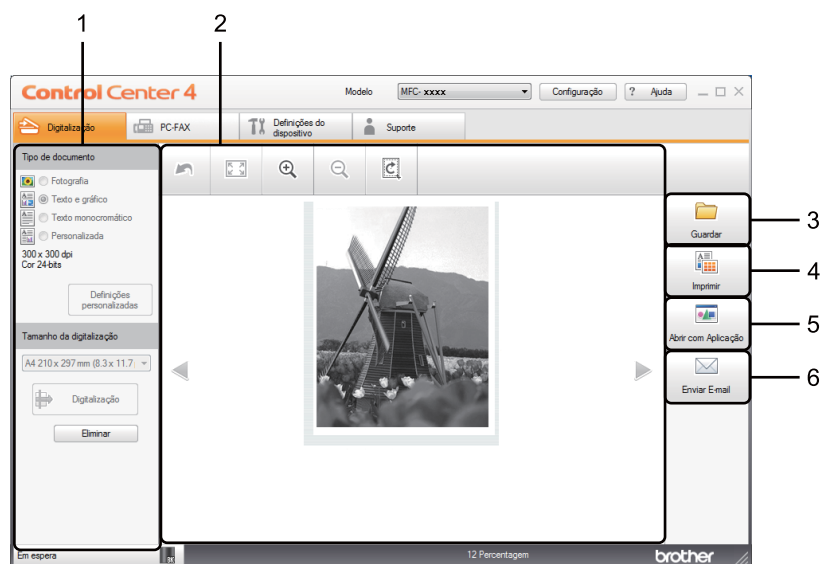 1
2
Control Center 4
Modelo
MFC- xxxx
Configuração
? Ajuda
Digitalização
PC-FAX
Definições do
dispositivo
Suporte
Tipo de documento
Fotografia
Texto e gráfico
Texto monocromático
Personalizada
300 x 300 dpi
Cor 24-bits
Definições
personalizadas
Tamanho da digitalização
A4 210 x 297 mm (8.3 x 11.7
Digitalização
Eliminar
Guardar
3
Imprimir
4
Abrir com Aplicação
5
Enviar E-mail
6
Em espera
BK
12 Percentagem
brother